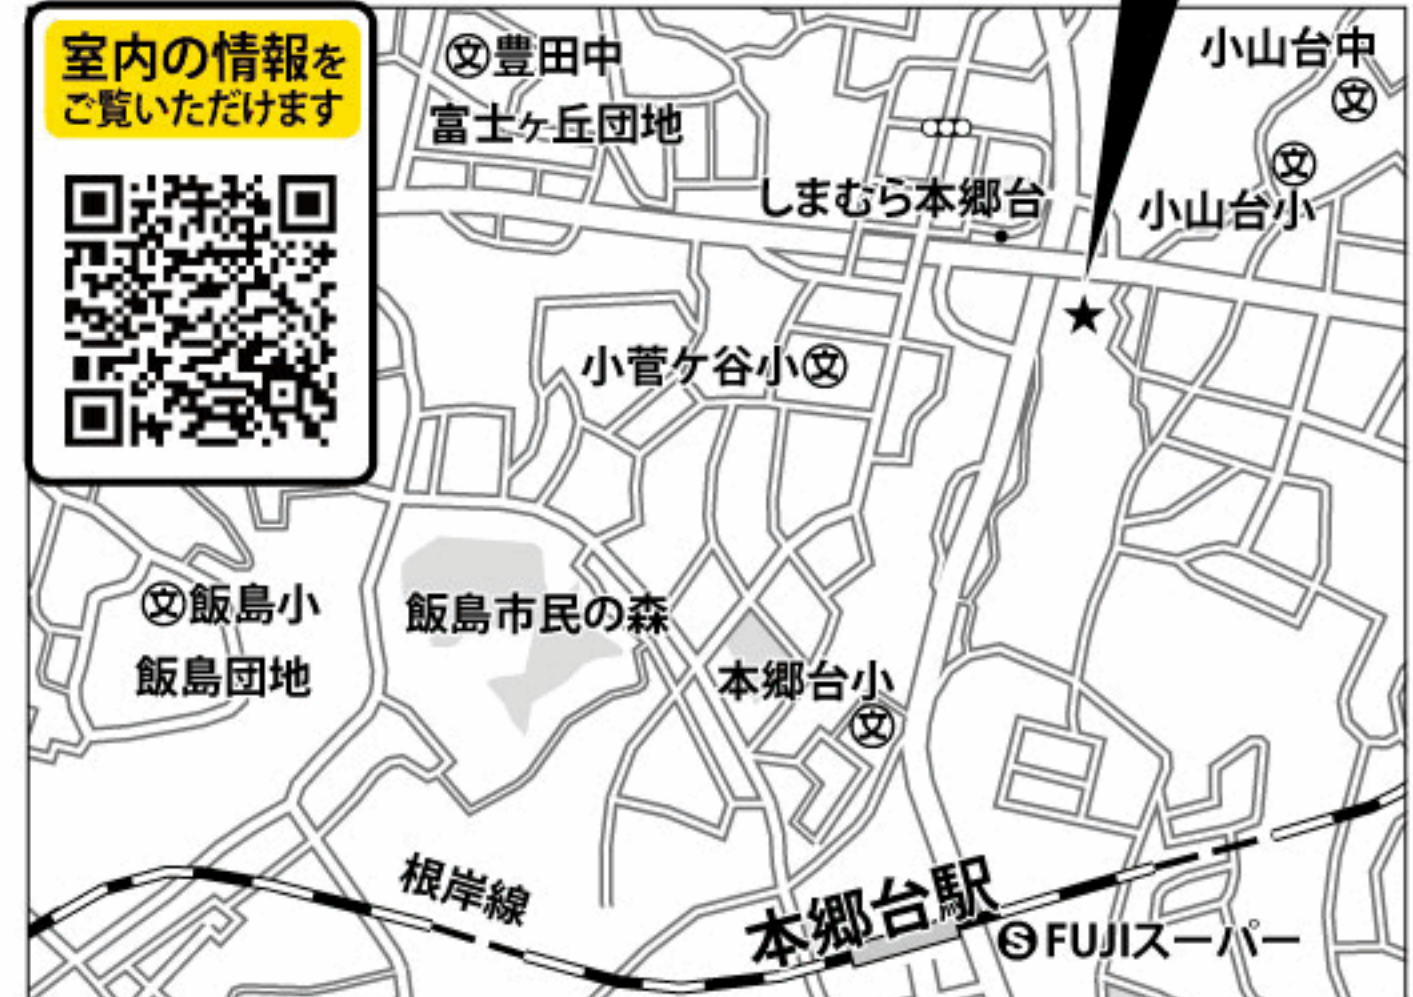 室内の情報を
ご覧いただけます
文豊田中
富士ヶ丘団地
小山台中
文
文
小山台小
しまむら本郷台
小菅ケ谷小文
文飯島小
飯島団地
飯島市民の森
本郷台小
文
根岸線
本郷台駅
S FUJIスーパー